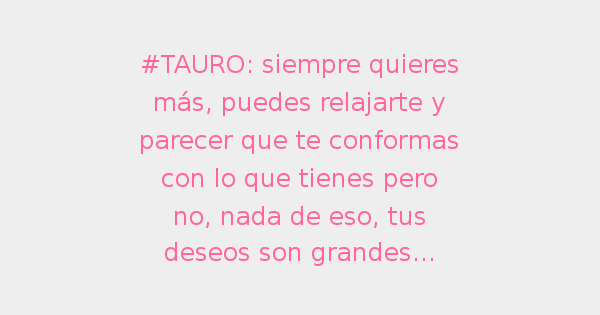 #TAURO: siempre quieres
más, puedes relajarte y
parecer que te conformas
con lo que tienes pero
no, nada de eso, tus
deseos son grandes...